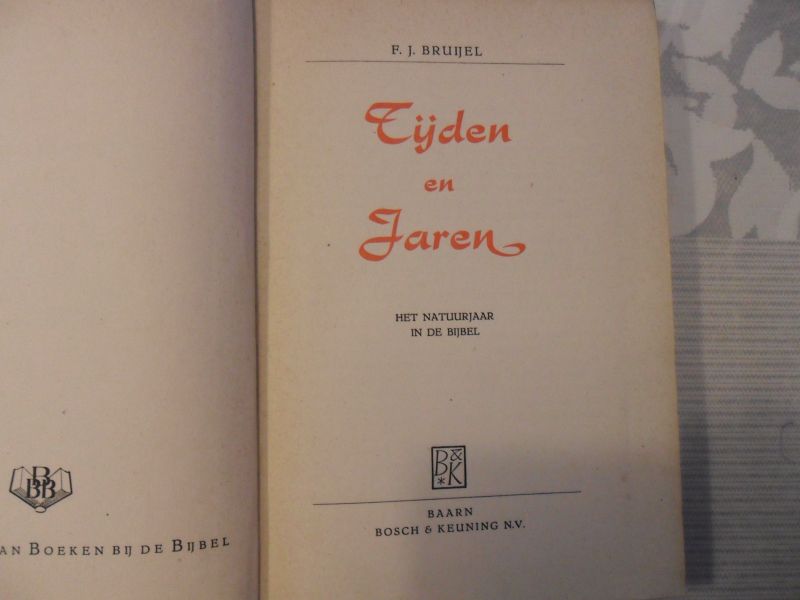 BBB
AN BOEKEN BIJ DE BIJBEL
F. J. BRUIJEL
Tijden
en
Jaren
HET NATUURJAAR
IN DE BIJBEL
B&K
*
BAARN
BOSCH & KEUNING N.V.